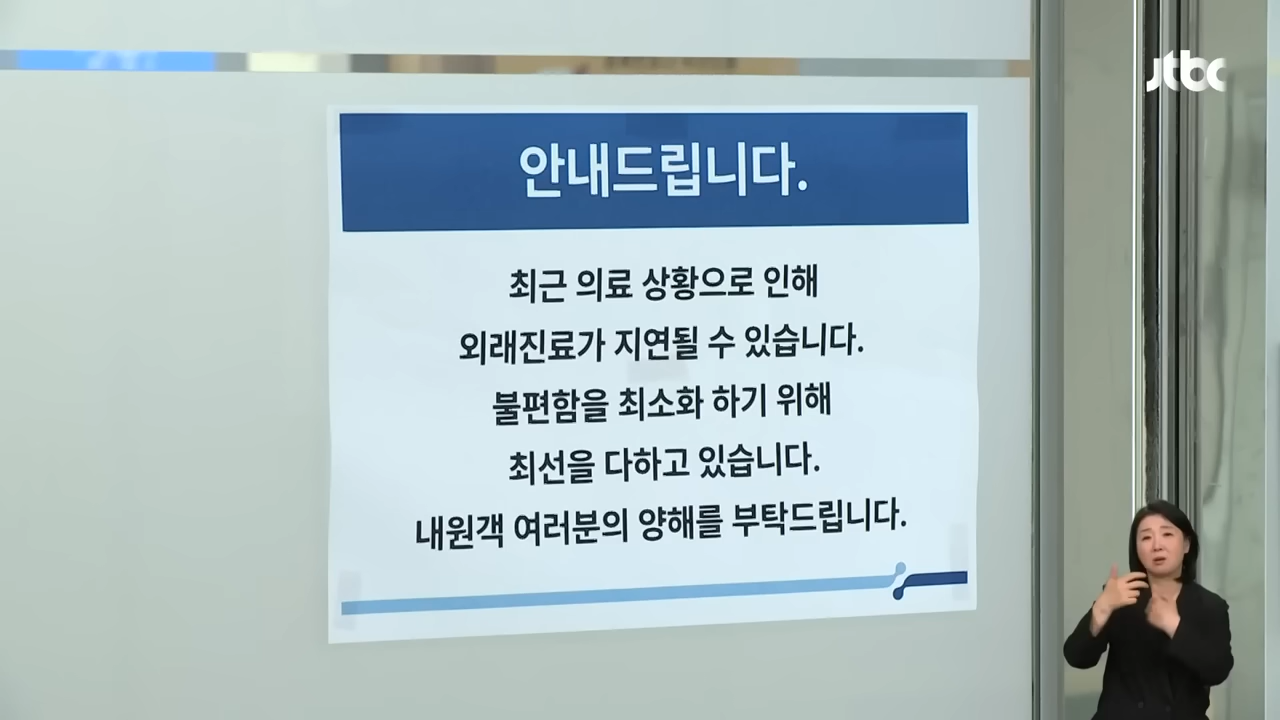 jtbc
안내드립니다.
최근 의료 상황으로 인해
외래진료가 지연될 수 있습니다.
불편함을 최소화 하기 위해
최선을 다하고 있습니다.
내원객 여러분의 양해를 부탁드립니다.